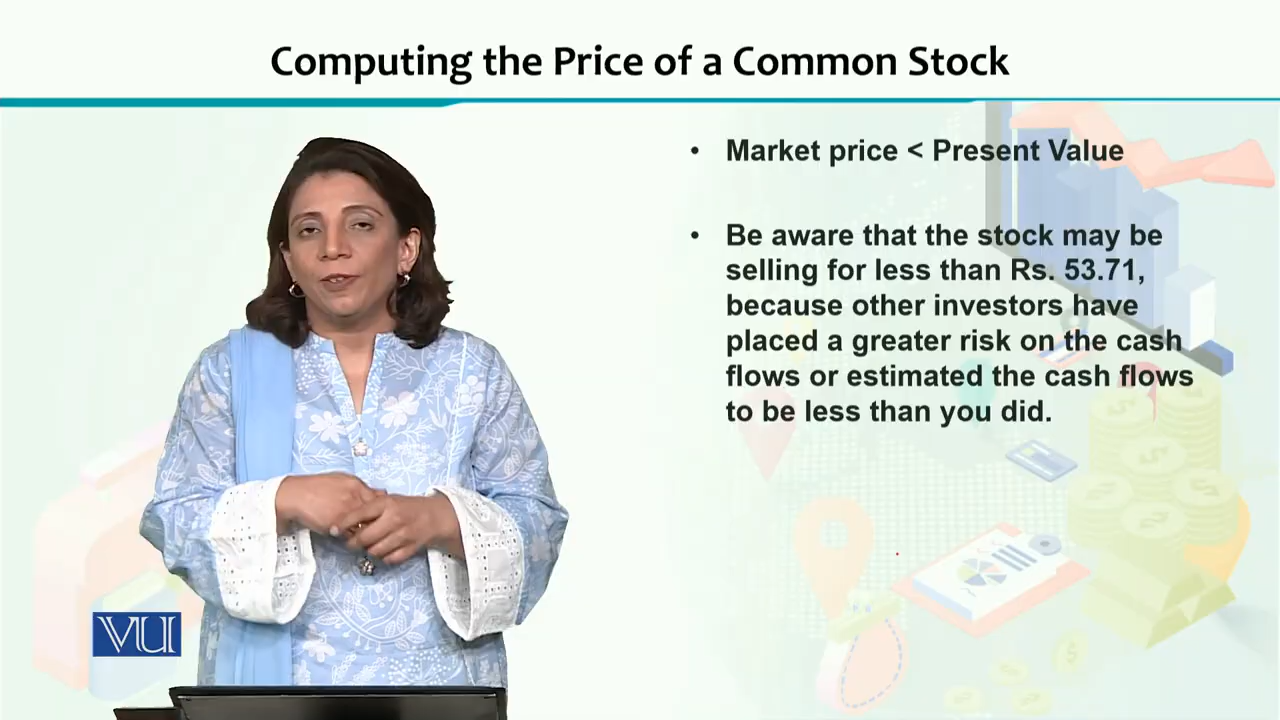 Computing the Price of a Common Stock
• Market price < Present Value
• Be aware that the stock may be
selling for less than Rs. 53.71,
because other investors have
placed a greater risk on the cash
flows or estimated the cash flows
to be less than you did.
VU